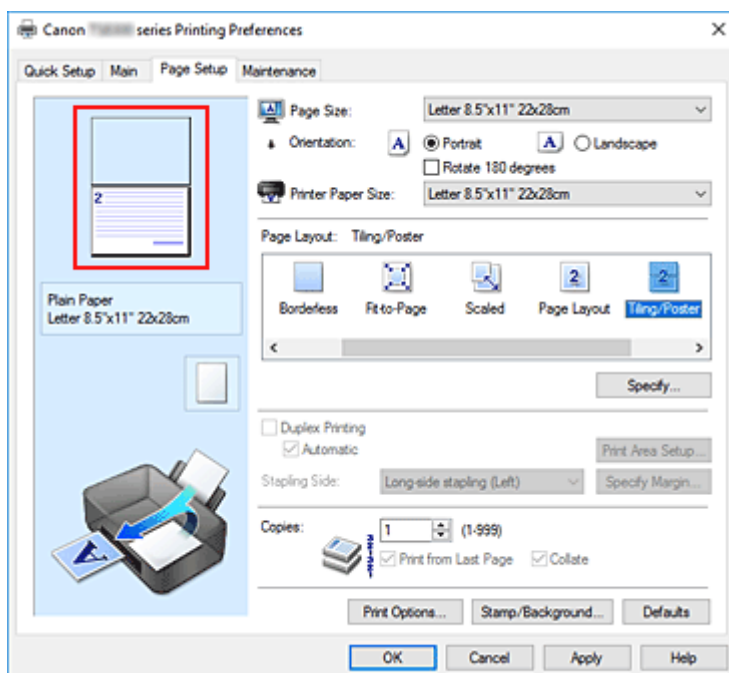 Canon series Printing Preferences
Quick Setup Main Page Setup Maintenance
2
Plain Paper
Letter 8.5"x11" 22x28cm
A
Page Size: Letter 8.5"x11" 22x28cm
Orientation: A Portrait A Landscape
Rotate 180 degrees
Printer Paper Size: Letter 8.5"x11" 22x28cm
Page Layout: Tiling/Poster
2 2
Borderless Fit-to-Page Scaled Page Layout Tiling/Poster
Specify...
Duplex Printing
Automatic Print Area Setup...
Stapling Side: Long-side stapling (Left) Specify Margin...
Copies: 1 (1-999)
Print from Last Page Collate
Print Options... Stamp/Background... Defaults
OK Cancel Apply Help